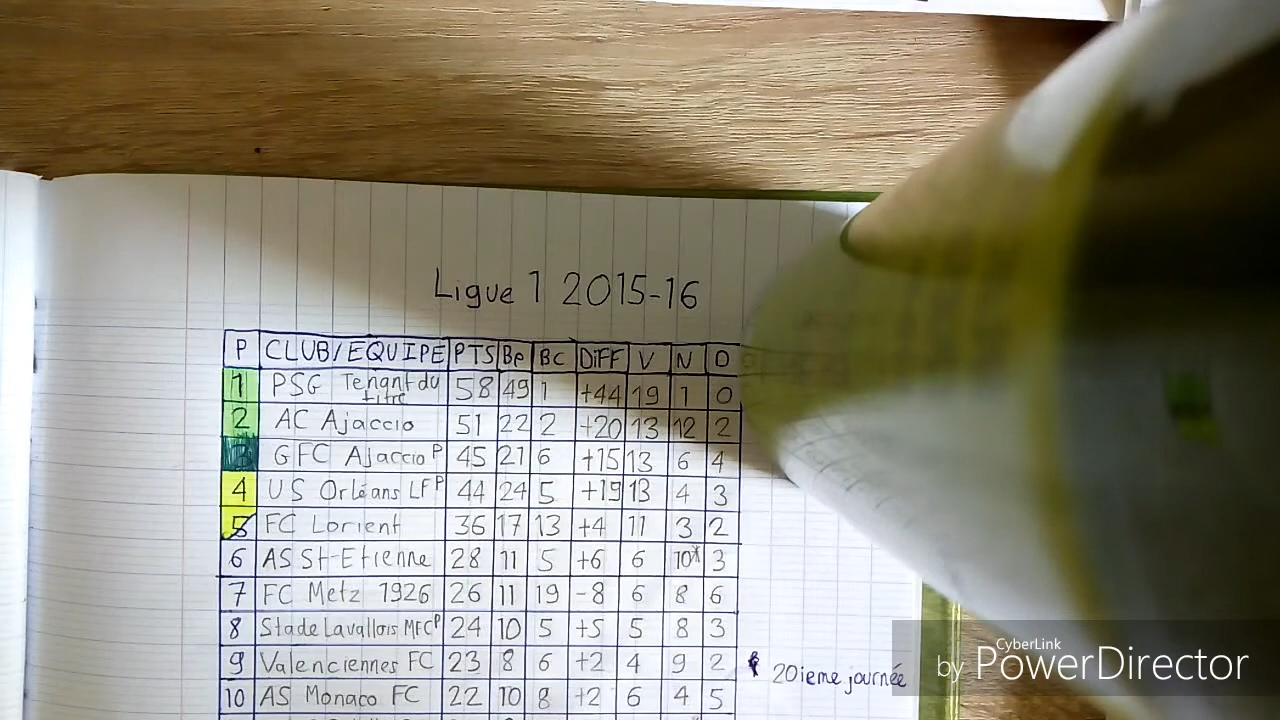 Ligue 1 2015-16
P CLUB/EQUIPE PTS Bp BC DiFF V N D
1 PSG Tenant du titre 58 49 1 +44 19 1 0
2 AC Ajaccio 51 22 2 +20 13 12 2
3 GFC Ajaccio P 45 21 6 +15 13 6 4
4 US Orléans LF P 44 24 5 +19 13 4 3
5 FC Lorient 36 17 13 +4 11 3 2
6 AS St-Etienne 28 11 5 +6 6 10* 3
7 FC Metz 1926 26 11 19 -8 6 8 6
8 Stade Lavallois MFC P 24 10 5 +5 5 8 3
9 Valenciennes FC 23 8 6 +2 4 9 2
* 20ieme journée
10 AS Monaco FC 22 10 8 +2 6 4 5
CyberLink
by PowerDirector